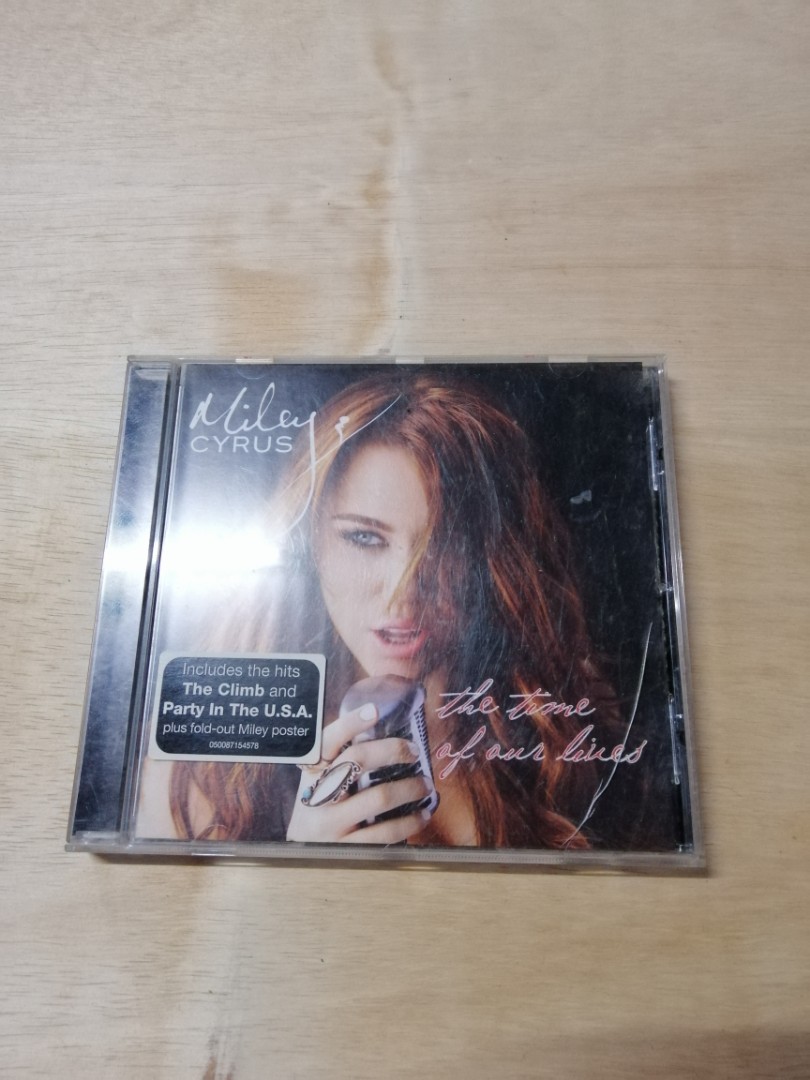 Miley
CYRUS
Includes the hits
The Climb and
Party In The U.S.A.
plus fold-out Miley poster
050087154578
the time
of our lives